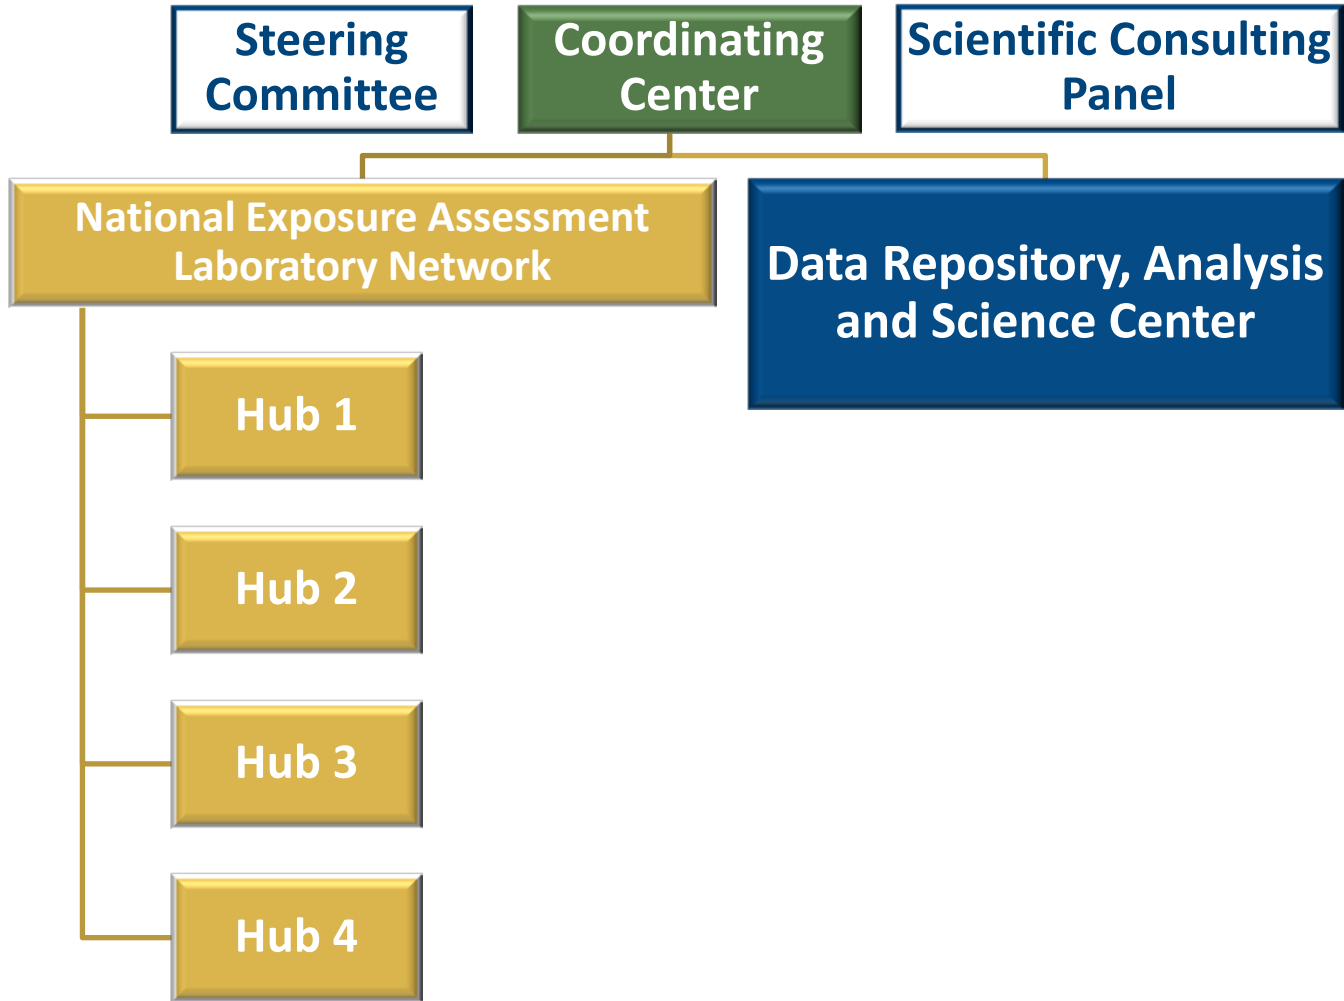 Steering
Committee
Coordinating
Center
Scientific Consulting
Panel
National Exposure Assessment
Laboratory Network
Data Repository, Analysis
and Science Center
Hub 1
Hub 2
Hub 3
Hub 4